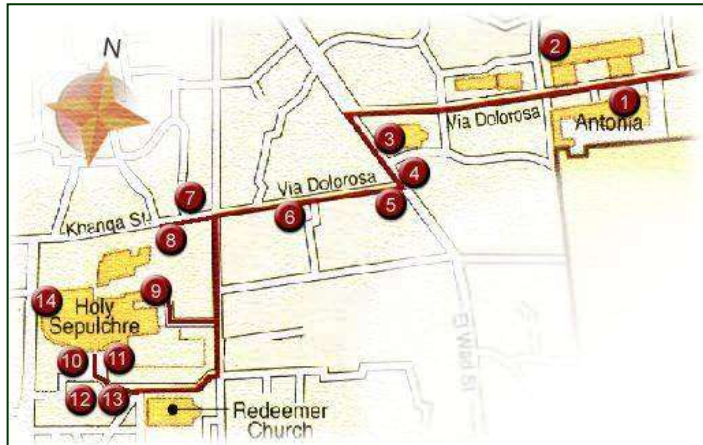 N
2
1
Antonia
Via Dolorosa
3
4
Via Dolorosa
5
6
7
Khanqa St
8
9
14
Holy
Sepulchre
10
11
12
13
El Wad St
Redeemer
Church